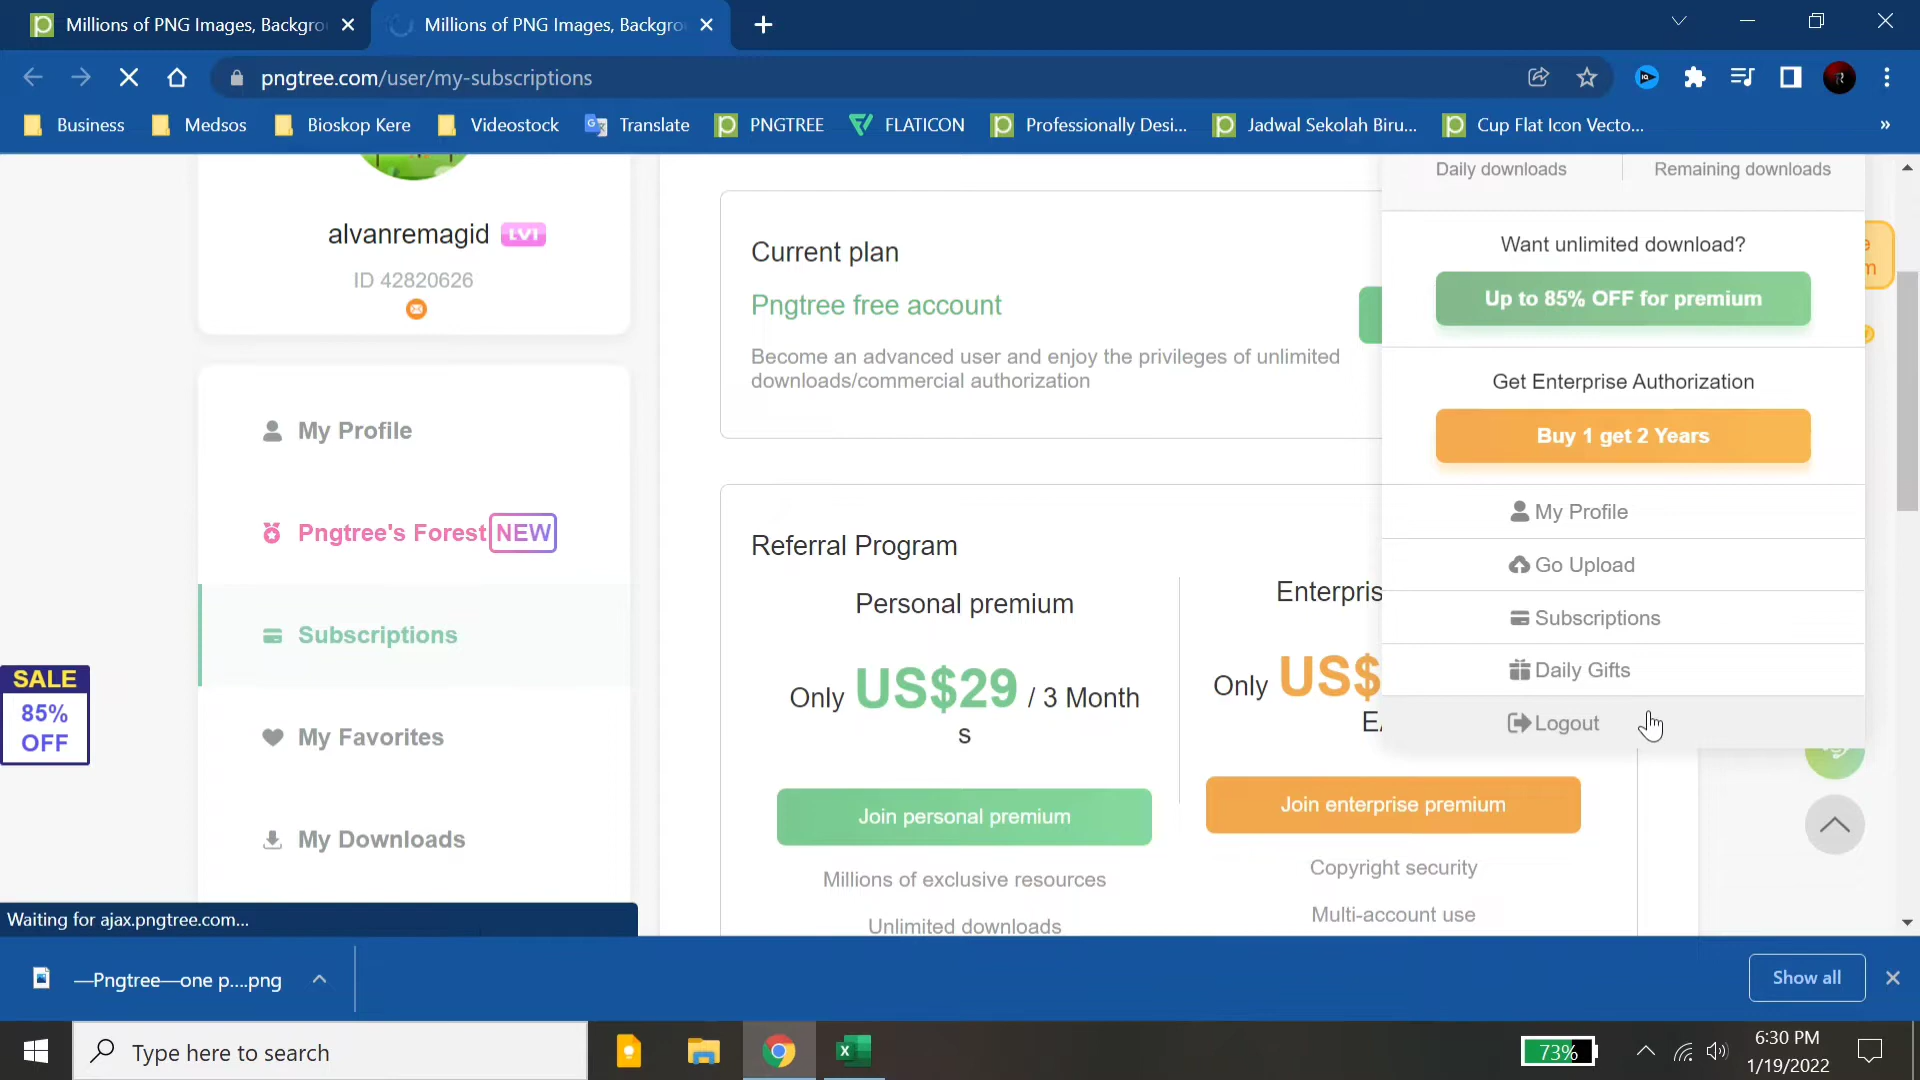 Millions of PNG Images, Backgro
Millions of PNG Images, Backgro
pngtree.com/user/my-subscriptions
Business
Medsos
Bioskop Kere
Videostock
Translate
PNGTREE
FLATICON
Professionally Desi...
Jadwal Sekolah Biru...
Cup Flat Icon Vecto...
»
alvanremagid LV1
ID 42820626
My Profile
Pngtree's Forest NEW
Subscriptions
My Favorites
My Downloads
SALE
85%
OFF
Current plan
Pngtree free account
Become an advanced user and enjoy the privileges of unlimited
downloads/commercial authorization
Referral Program
Personal premium
Only US$29 / 3 Month
s
Join personal premium
Millions of exclusive resources
Unlimited downloads
Enterpris
Only US$
Join enterprise premium
Copyright security
Multi-account use
Daily downloads
Remaining downloads
Want unlimited download?
Up to 85% OFF for premium
Get Enterprise Authorization
Buy 1 get 2 Years
My Profile
Go Upload
Subscriptions
Daily Gifts
Logout
Waiting for ajax.pngtree.com...
—Pngtree—one p....png
Show all
Type here to search
73%
6:30 PM
1/19/2022